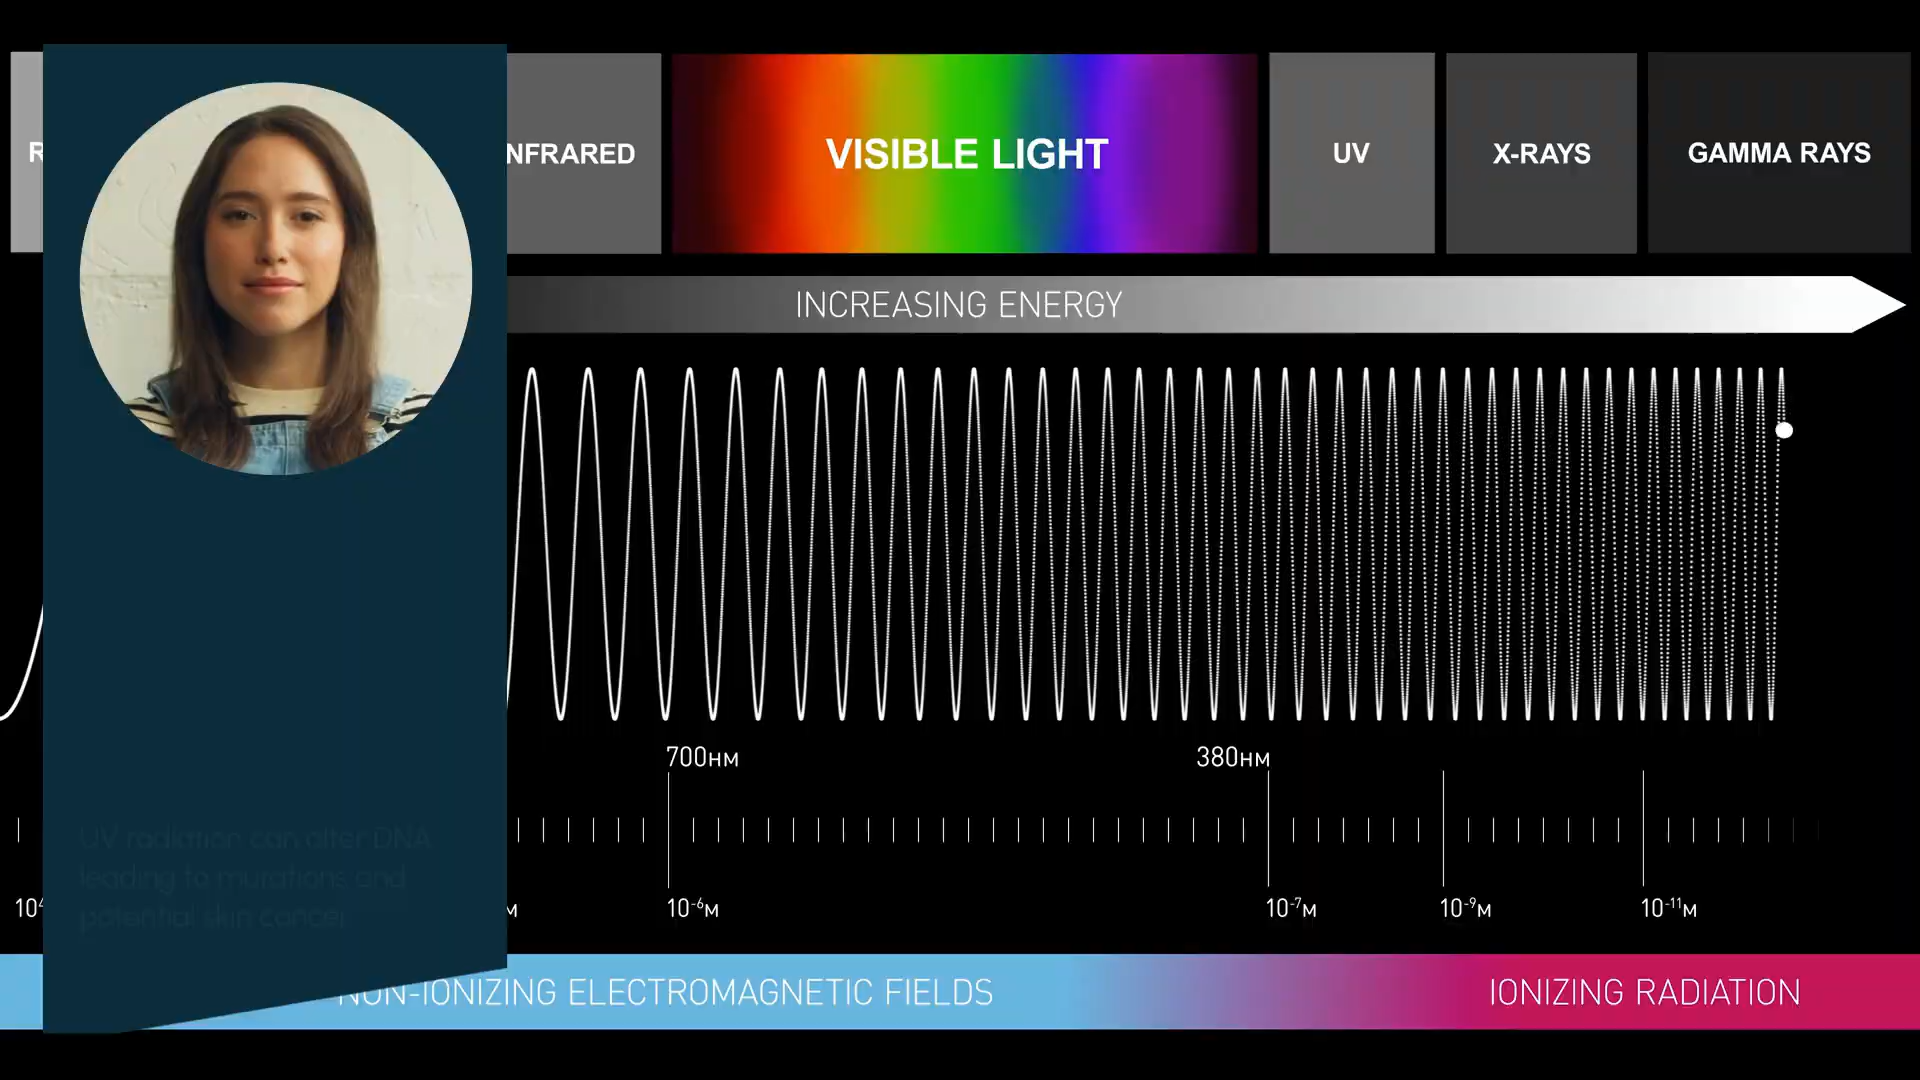 R
NFRARED
VISIBLE LIGHT
UV
X-RAYS
GAMMA RAYS
INCREASING ENERGY
700нм
380нм
UV radiation can alter DNA
leading to mutations and
potential skin cancer.
10⁴
м
10⁻⁶м
10⁻⁷м
10⁻⁹м
10⁻¹¹м
NON-IONIZING ELECTROMAGNETIC FIELDS
IONIZING RADIATION